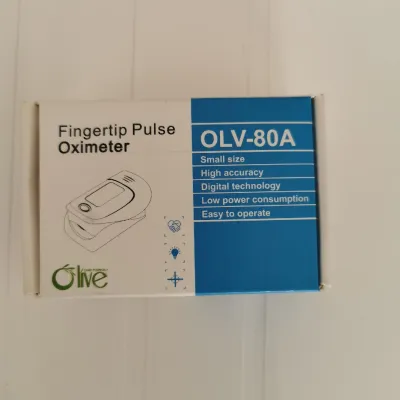 Fingertip Pulse
Oximeter
Olive
OLV-80A
Small size
High accuracy
Digital technology
Low power consumption
Easy to operate